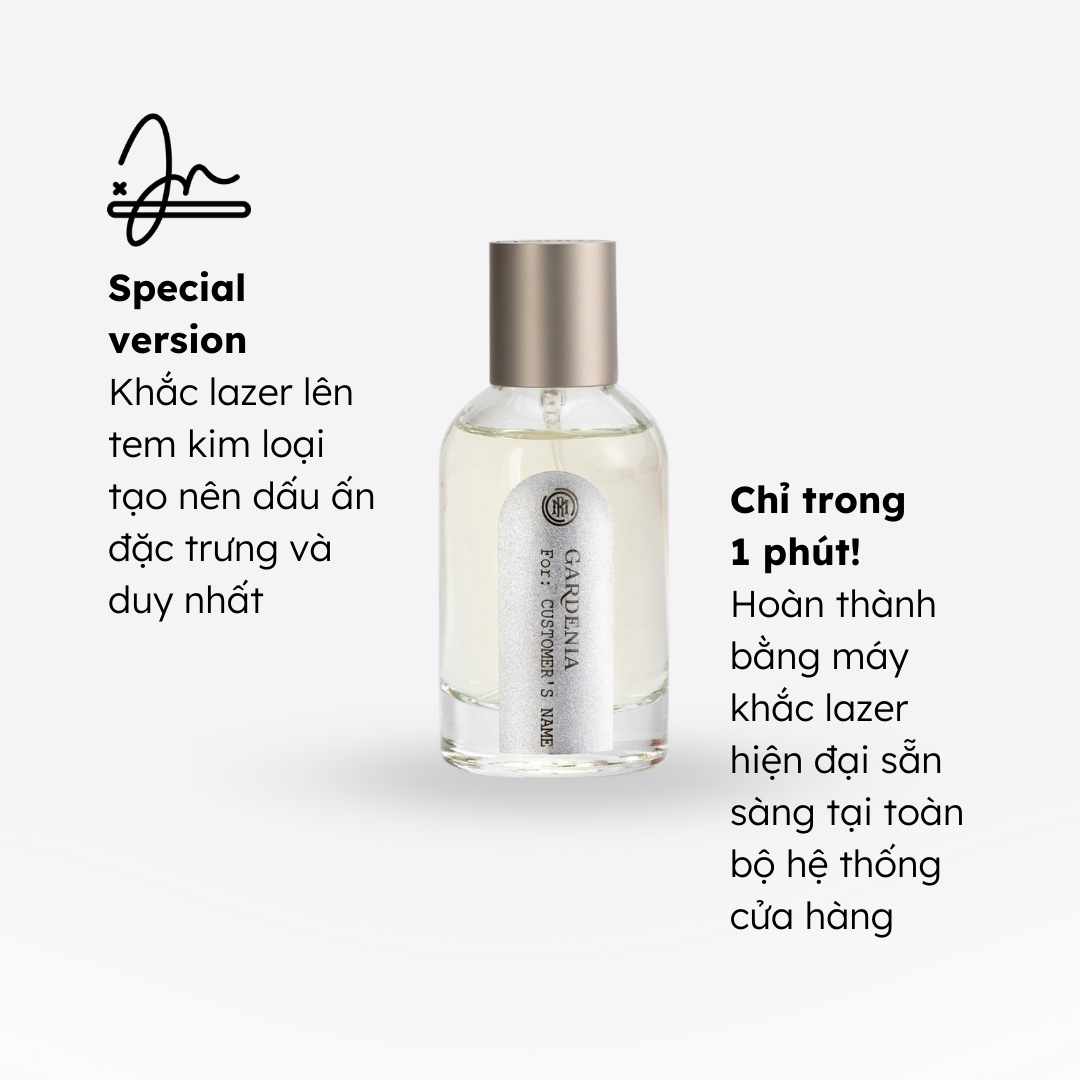 Special
version
Khắc lazer lên
tem kim loại
tạo nên dấu ấn
đặc trưng và
duy nhất
GARDENIA
For: CUSTOMER'S NAME
Chỉ trong
1 phút!
Hoàn thành
bằng máy
khắc lazer
hiện đại sẵn
sàng tại toàn
bộ hệ thống
cửa hàng